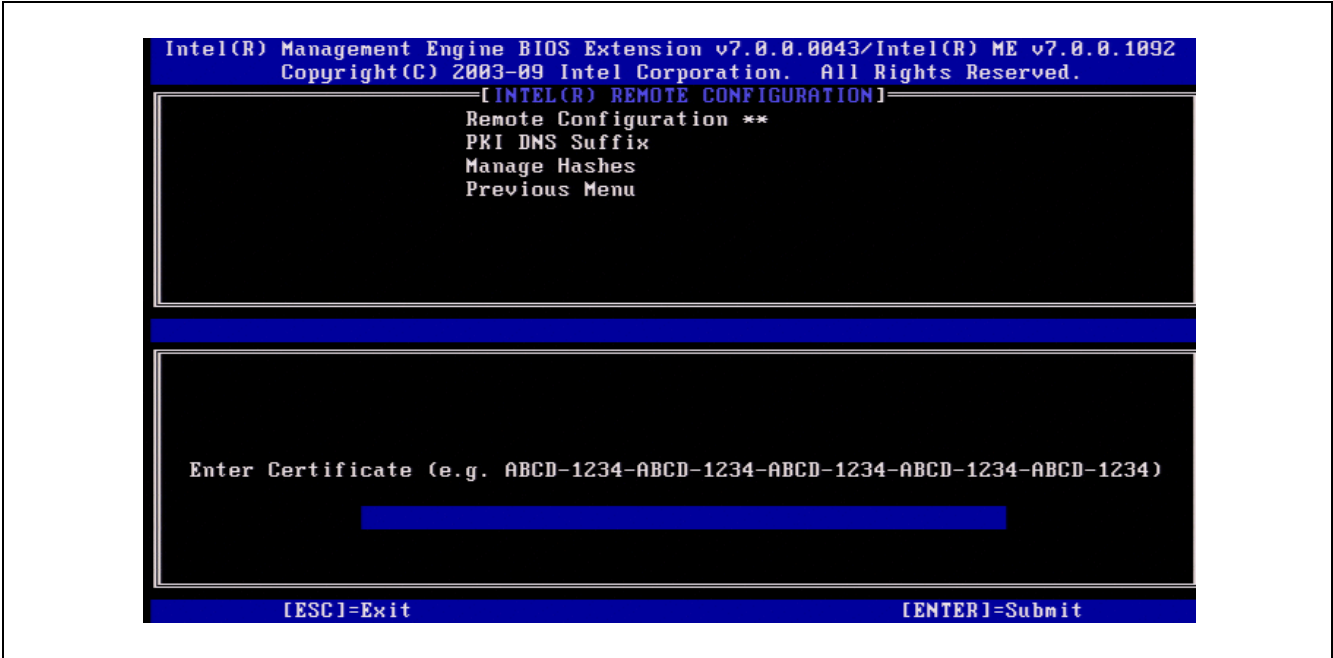 Intel(R) Management Engine BIOS Extension v7.0.0.0043/Intel(R) ME v7.0.0.1092
Copyright(C) 2003-09 Intel Corporation. All Rights Reserved.
[INTEL(R) REMOTE CONFIGURATION]
Remote Configuration **
PKI DNS Suffix
Manage Hashes
Previous Menu
Enter Certificate (e.g. ABCD-1234-ABCD-1234-ABCD-1234-ABCD-1234-ABCD-1234)
[ESC]=Exit [ENTER]=Submit